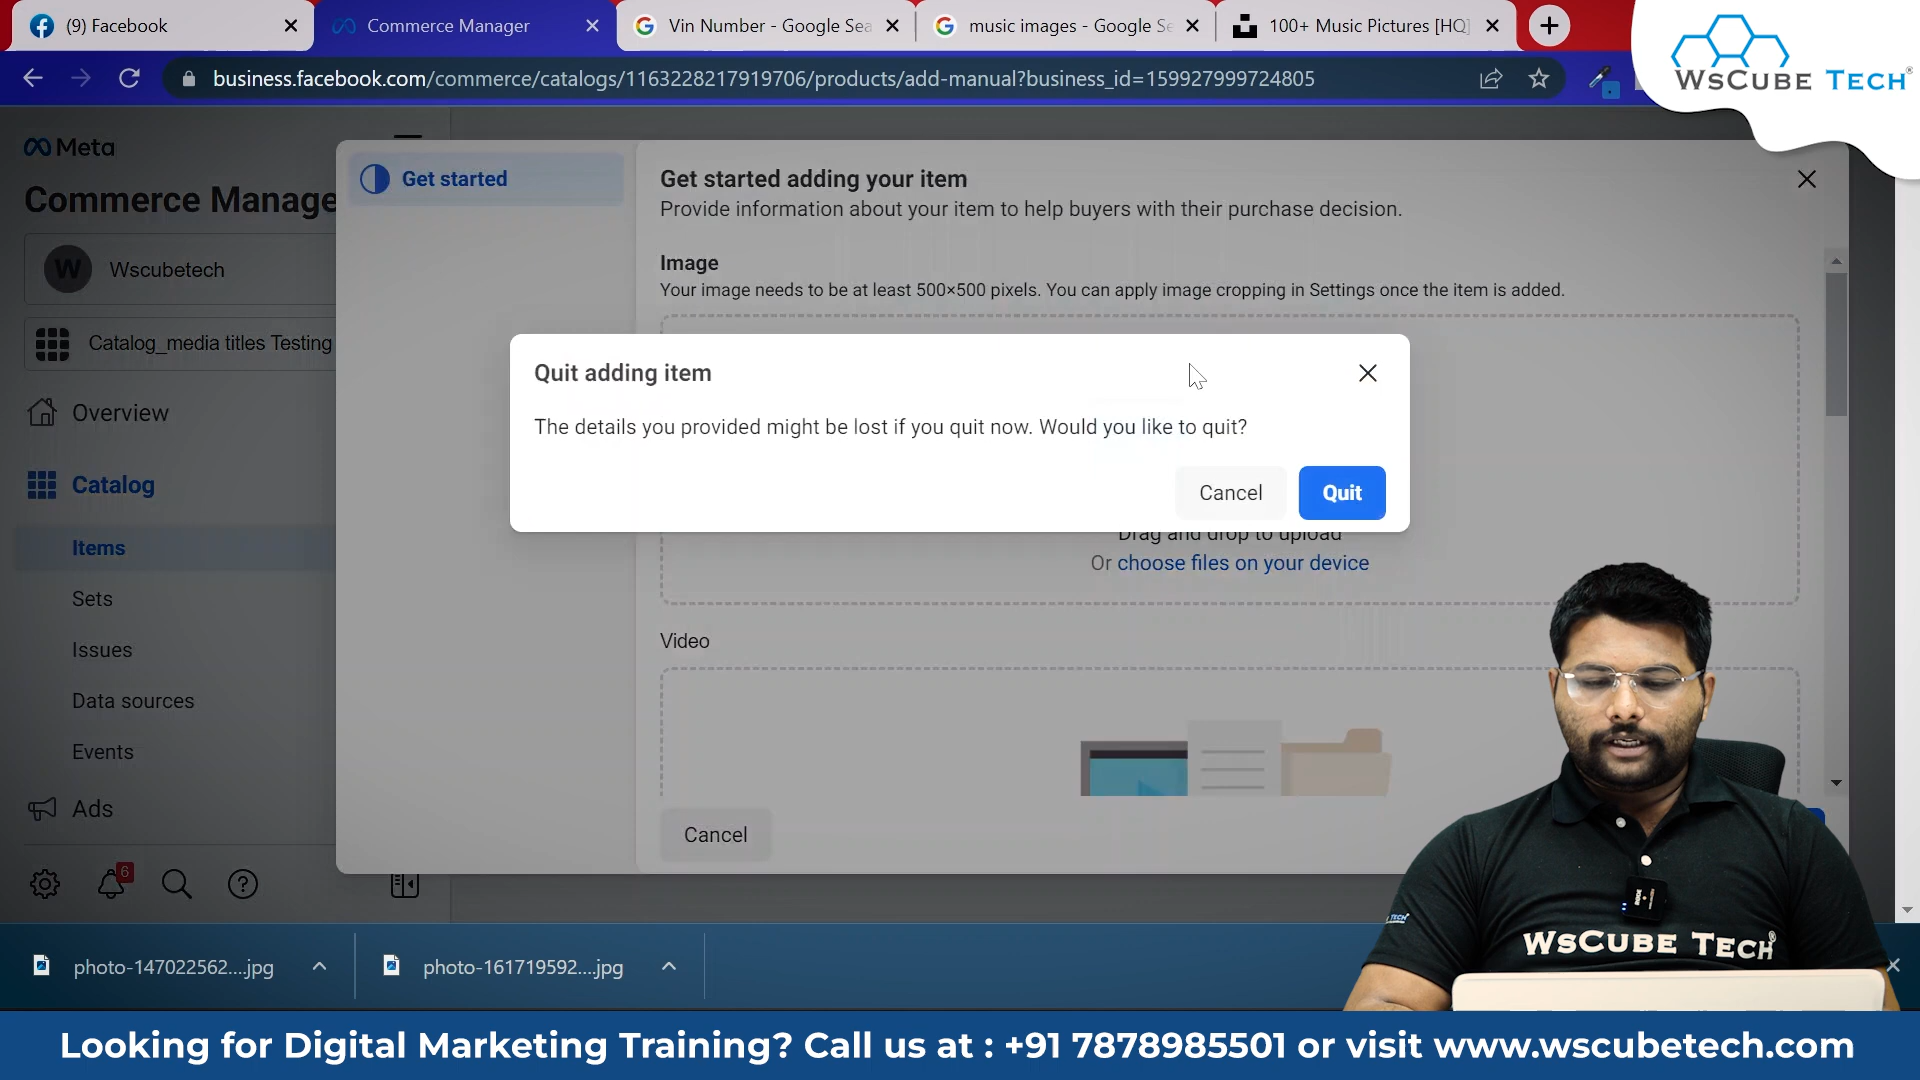 (9) Facebook
Commerce Manager
Vin Number - Google Sea
music images - Google Se
100+ Music Pictures [HQ]
WsCube Tech®
business.facebook.com/commerce/catalogs/1163228217919706/products/add-manual?business_id=159927999724805
Meta
Commerce Manage
W
Wscubetech
Catalog_media titles Testing
Overview
Catalog
Items
Sets
Issues
Data sources
Events
Ads
6
Get started
Get started adding your item
Provide information about your item to help buyers with their purchase decision.
Image
Your image needs to be at least 500×500 pixels. You can apply image cropping in Settings once the item is added.
Quit adding item
The details you provided might be lost if you quit now. Would you like to quit?
Cancel
Quit
Drag and drop to upload
Or choose files on your device
Video
Cancel
photo-147022562....jpg
photo-161719592....jpg
TECH®
WsCube Tech®
Looking for Digital Marketing Training? Call us at : +91 7878985501 or visit www.wscubetech.com